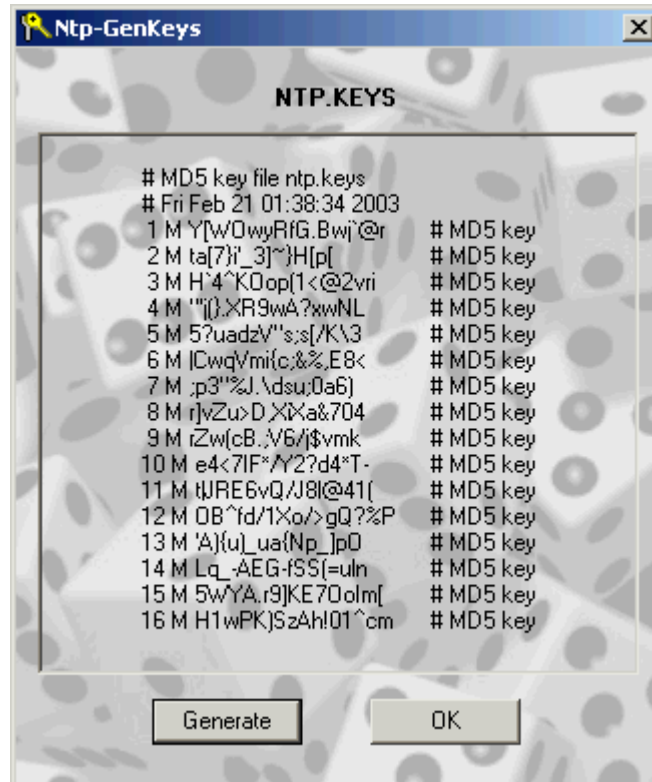 Ntp-GenKeys
NTP.KEYS
# MD5 key file ntp.keys
# Fri Feb 21 01:38:34 2003
1 M Y[WOwyRfG.Bwj`@r # MD5 key
2 M ta[7}i'_3]~}H[p[ # MD5 key
3 M H`4^KOop(1<@2vri # MD5 key
4 M '"j(}.XR9wA?xwNL # MD5 key
5 M 5?uadzV"s;s[/K\3 # MD5 key
6 M |CwqVmi{c;&%,E8< # MD5 key
7 M ;p3"%J.\dsu;0a6) # MD5 key
8 M r]vZu>D,XiXa&704 # MD5 key
9 M rZw(cB.;V6/j$vmk # MD5 key
10 M e4<7IF*/Y2?d4*T- # MD5 key
11 M t|JRE6vQ/J8l@41( # MD5 key
12 M OB^fd/1Xo/>gQ?%P # MD5 key
13 M 'A){u)_ua{Np_]pO # MD5 key
14 M Lq_-AEG-fSS(=uln # MD5 key
15 M 5WYA.r9]KE7Oolm[ # MD5 key
16 M H1wPK)SzAh!01^cm # MD5 key
Generate OK